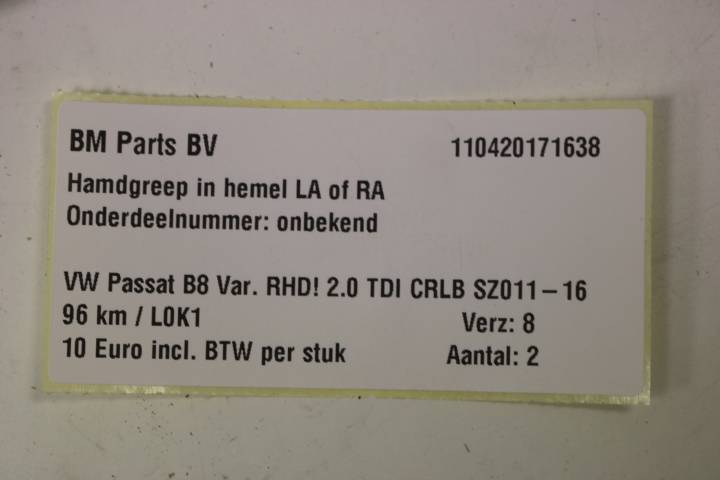 BM Parts BV 110420171638
Hamdgreep in hemel LA of RA
Onderdeelnummer: onbekend
VW Passat B8 Var. RHD! 2.0 TDI CRLB SZ011-16
96 km / L0K1 Verz: 8
10 Euro incl. BTW per stuk Aantal: 2